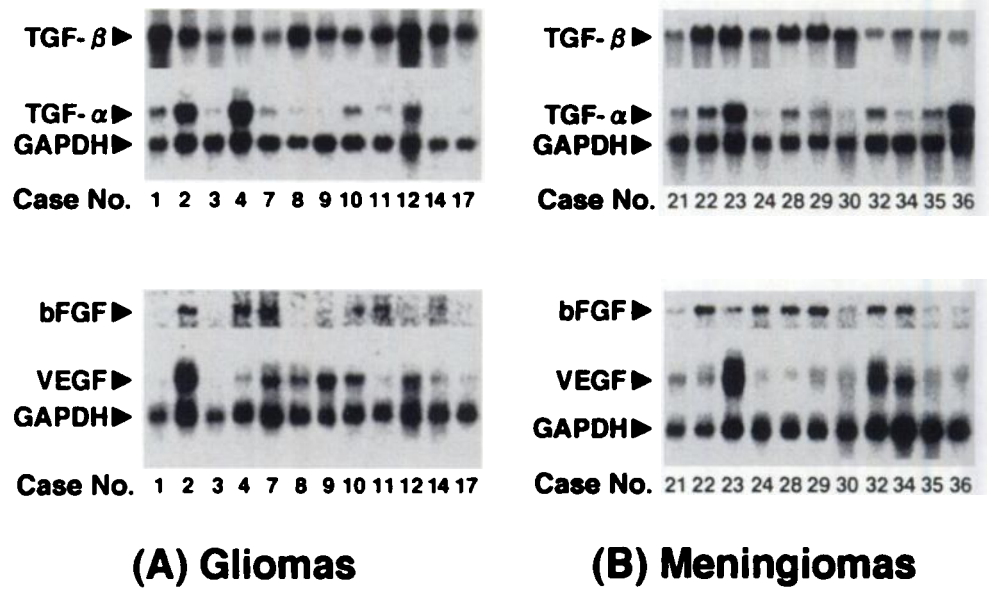 TGF-β▶
TGF-α▶
GAPDH▶
Case No. 1 2 3 4 7 8 9 10 11 12 14 17
bFGF▶
VEGF▶
GAPDH▶
Case No. 1 2 3 4 7 8 9 10 11 12 14 17
(A) Gliomas
TGF-β▶
TGF-α▶
GAPDH▶
Case No. 21 22 23 24 28 29 30 32 34 35 36
bFGF▶
VEGF▶
GAPDH▶
Case No. 21 22 23 24 28 29 30 32 34 35 36
(B) Meningiomas